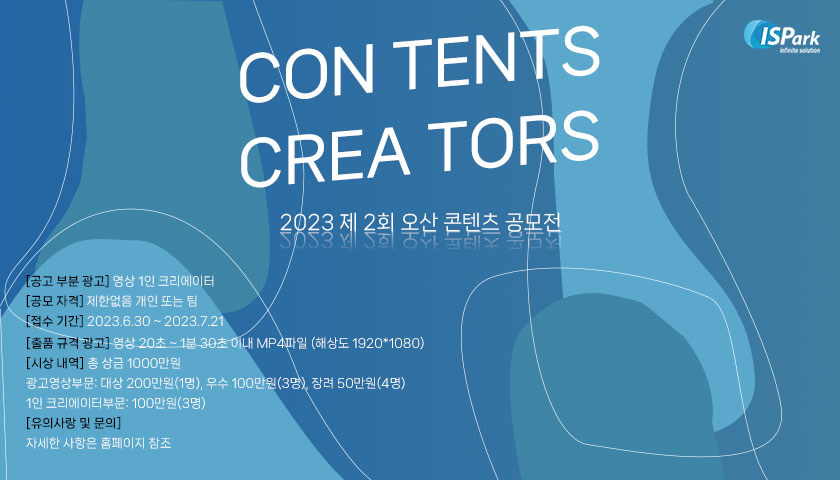 ISPark
infinite solution
CON TENTS
CREA TORS
2023 제 2회 오산 콘텐츠 공모전
[공고 부분 광고] 영상 1인 크리에이터
[공모 자격] 제한없음 개인 또는 팀
[접수 기간] 2023.6.30 ~ 2023.7.21
[출품 규격 광고] 영상 20초 ~ 1분 30초 이내 MP4파일 (해상도 1920*1080)
[시상 내역] 총 상금 1000만원
광고영상부문: 대상 200만원(1명), 우수 100만원(3명), 장려 50만원(4명)
1인 크리에이터부문: 100만원(3명)
[유의사랑 및 문의]
자세한 사항은 홈페이지 참조